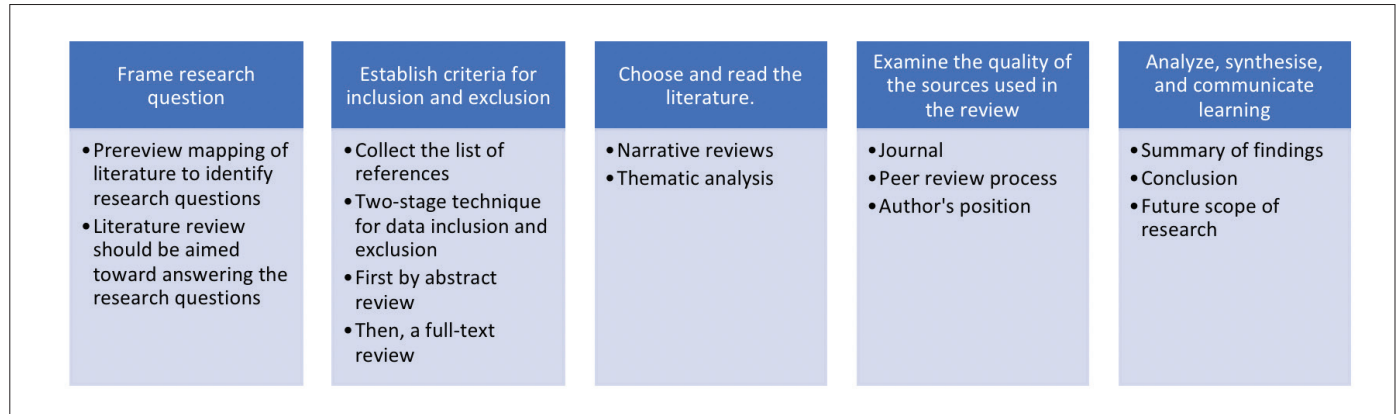 Frame research
question
•Prereview mapping of
literature to identify
research questions
•Literature review
should be aimed
toward answering the
research questions
Establish criteria for
inclusion and exclusion
•Collect the list of
references
•Two-stage technique
for data inclusion and
exclusion
•First by abstract
review
•Then, a full-text
review
Choose and read the
literature.
•Narrative reviews
•Thematic analysis
Examine the quality of
the sources used in
the review
•Journal
•Peer review process
•Author's position
Analyze, synthesise,
and communicate
learning
•Summary of findings
•Conclusion
•Future scope of
research